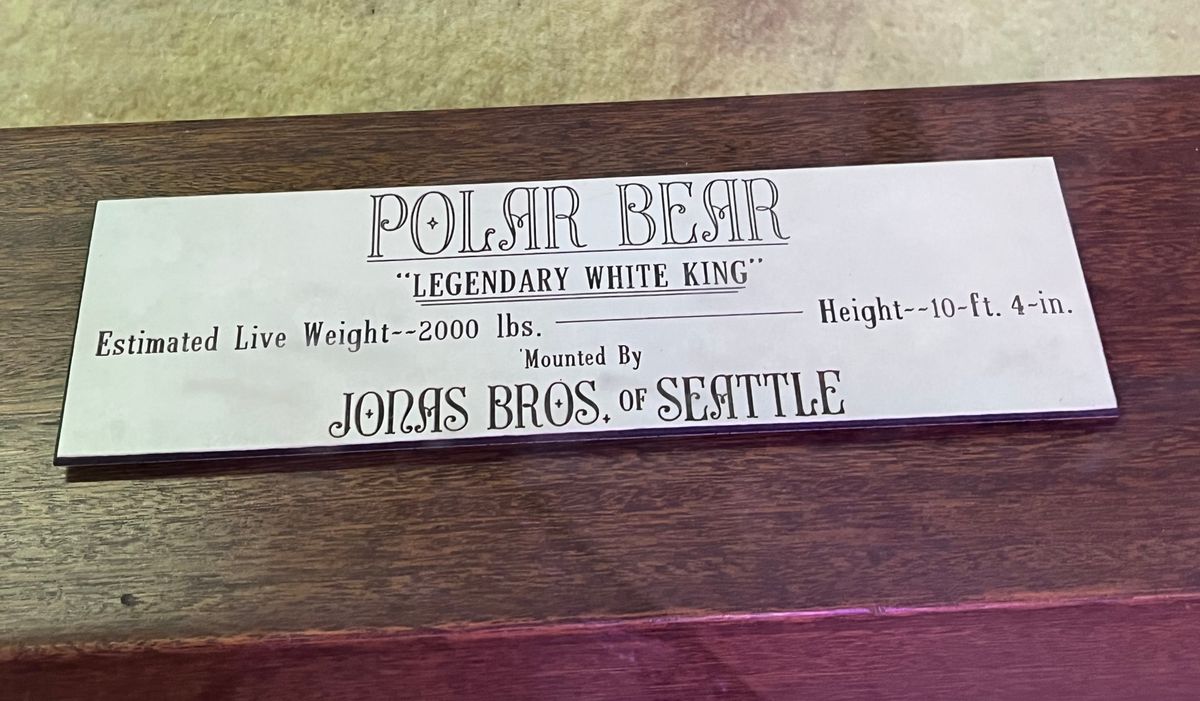 POLAR BEAR
"LEGENDARY WHITE KING"
Estimated Live Weight--2000 lbs. Height--10-ft. 4-in.
Mounted By
JONAS BROS. OF SEATTLE